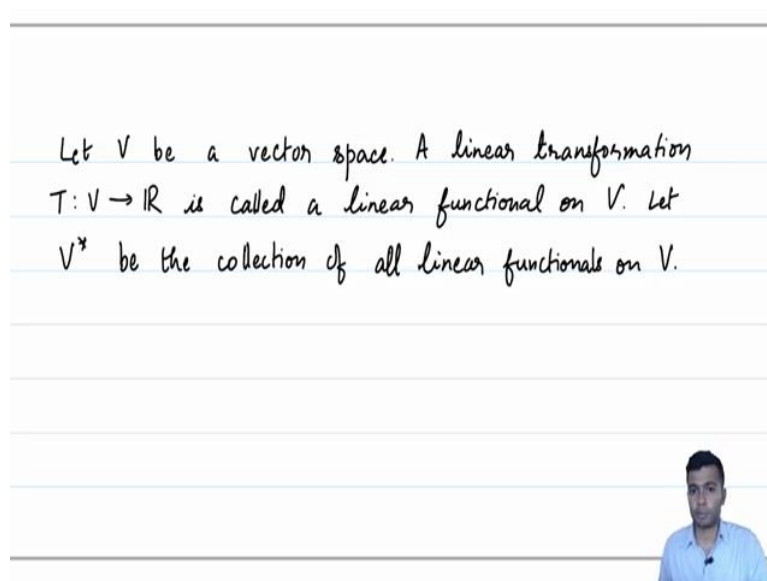 Let V be a vector space. A linear transformation
T: V → ℝ is called a linear functional on V. Let
V* be the collection of all linear functionals on V.